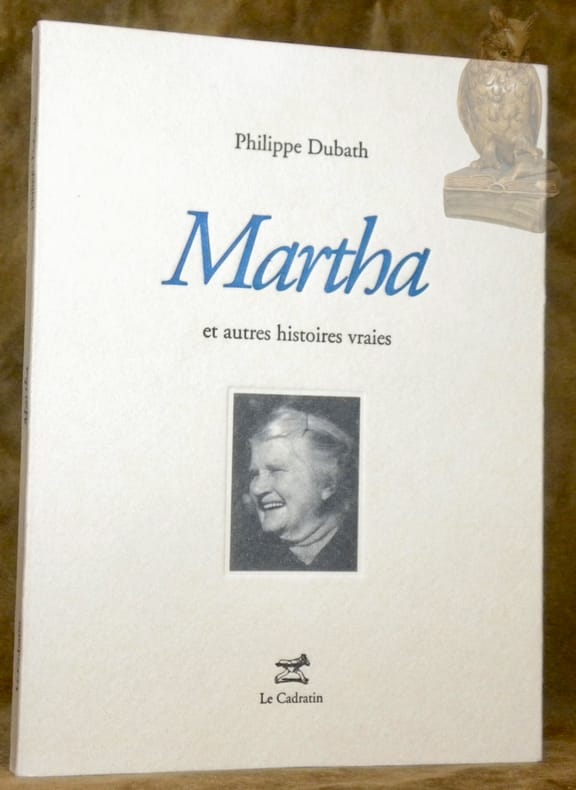 Philippe Dubath
Martha
et autres histoires vraies
Le Cadratin